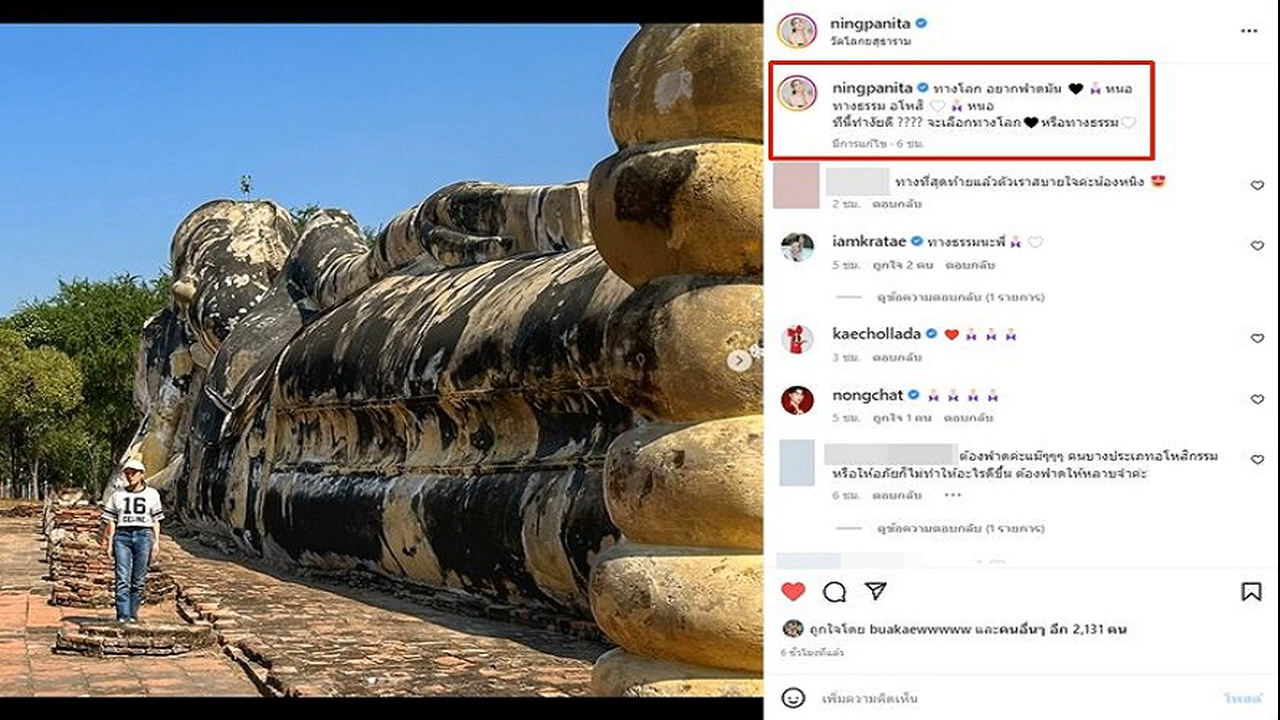 ningpanita
วัดโลกยสุธาราม
ningpanita ทางโลก อยากฟาดมัน 🖤 🧘🏻‍♀️ หนอ
ทางธรรม อโหสิ 🤍 🧘🏻‍♀️ หนอ
ทีนี้ทำงัยดี ???? จะเลือกทางโลก🖤หรือทางธรรม🤍
มีการแก้ไข · 6 ชม.
ทางที่สุดท้ายแล้วตัวเราสบายใจค่ะน้องหนิง 😍
2 ชม. ตอบกลับ
iamkratae ทางธรรมนะพี่ 🧘🏻‍♀️ 🤍
5 ชม. ถูกใจ 2 คน ตอบกลับ
ดูข้อความตอบกลับ (1 รายการ)
kaechollada ❤️ 🧘🏻‍♀️ 🧘🏻‍♀️ 🧘🏻‍♀️
3 ชม. ตอบกลับ
nongchat 🧘🏻‍♀️ 🧘🏻‍♀️ 🧘🏻‍♀️ 🧘🏻‍♀️
5 ชม. ถูกใจ 1 คน ตอบกลับ
ต้องฟาดค่ะแม๊ๆๆๆ คนบางประเภทอโหสิกรรม
หรือให้อภัยก็ไม่ทำให้อะไรดีขึ้น ต้องฟาดให้หลาบจำค่ะ
6 ชม. ตอบกลับ
ดูข้อความตอบกลับ (1 รายการ)
ถูกใจโดย buakaewwwwww และคนอื่นๆ อีก 2,131 คน
6 ชั่วโมงที่แล้ว
เพิ่มความคิดเห็น โพสต์
16
CELINE